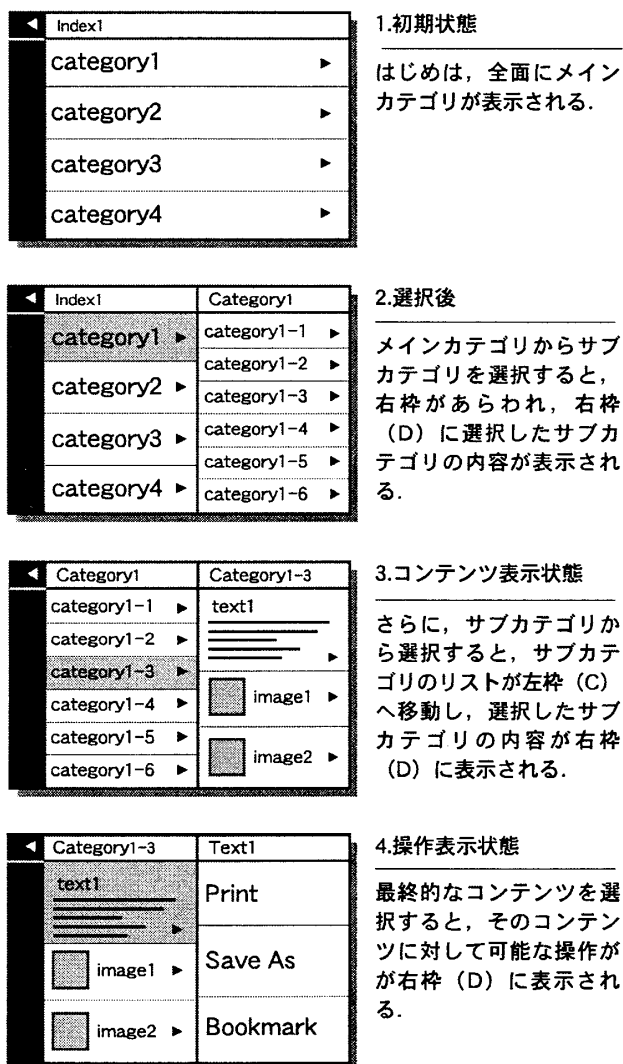 Index1
category1
category2
category3
category4
1.初期状態
はじめは，全面にメイン
カテゴリが表示される．
Index1
category1
category2
category3
category4
Category1
category1-1
category1-2
category1-3
category1-4
category1-5
category1-6
2.選択後
メインカテゴリからサブ
カテゴリを選択すると，
右枠があらわれ，右枠
（D）に選択したサブカ
テゴリの内容が表示され
る．
Category1
category1-1
category1-2
category1-3
category1-4
category1-5
category1-6
Category1-3
text1
image1
image2
3.コンテンツ表示状態
さらに，サブカテゴリか
ら選択すると，サブカテ
ゴリのリストが左枠（C）
へ移動し，選択したサブ
カテゴリの内容が右枠
（D）に表示される．
Category1-3
text1
image1
image2
Text1
Print
Save As
Bookmark
4.操作表示状態
最終的なコンテンツを選
択すると，そのコンテン
ツに対して可能な操作が
が右枠（D）に表示され
る．